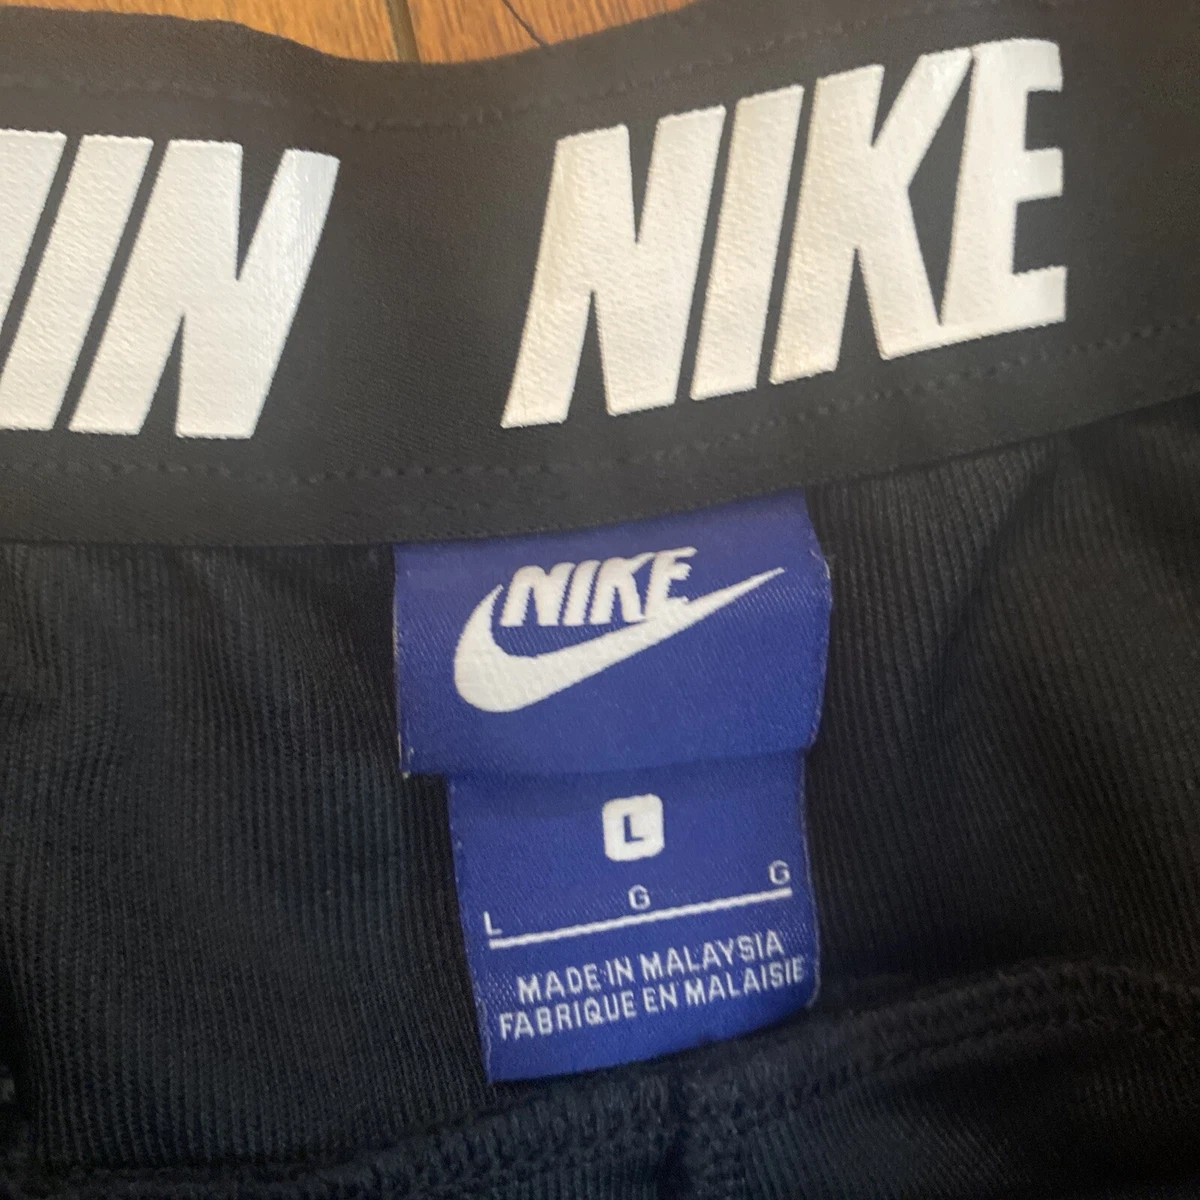 NIKE
NIKE
L
L G G
MADE IN MALAYSIA
FABRIQUE EN MALAISIE